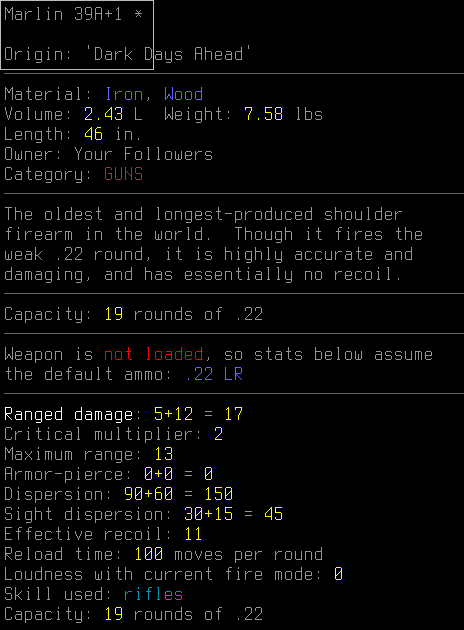 Marlin 39A+1 *
Origin: 'Dark Days Ahead'
Material: Iron, Wood
Volume: 2.43 L  Weight: 7.58 lbs
Length: 46 in.
Owner: Your Followers
Category: GUNS
The oldest and longest-produced shoulder
firearm in the world.  Though it fires the
weak .22 round, it is highly accurate and
damaging, and has essentially no recoil.
Capacity: 19 rounds of .22
Weapon is not loaded, so stats below assume
the default ammo: .22 LR
Ranged damage: 5+12 = 17
Critical multiplier: 2
Maximum range: 13
Armor-pierce: 0+0 = 0
Dispersion: 90+60 = 150
Sight dispersion: 30+15 = 45
Effective recoil: 11
Reload time: 100 moves per round
Loudness with current fire mode: 0
Skill used: rifles
Capacity: 19 rounds of .22